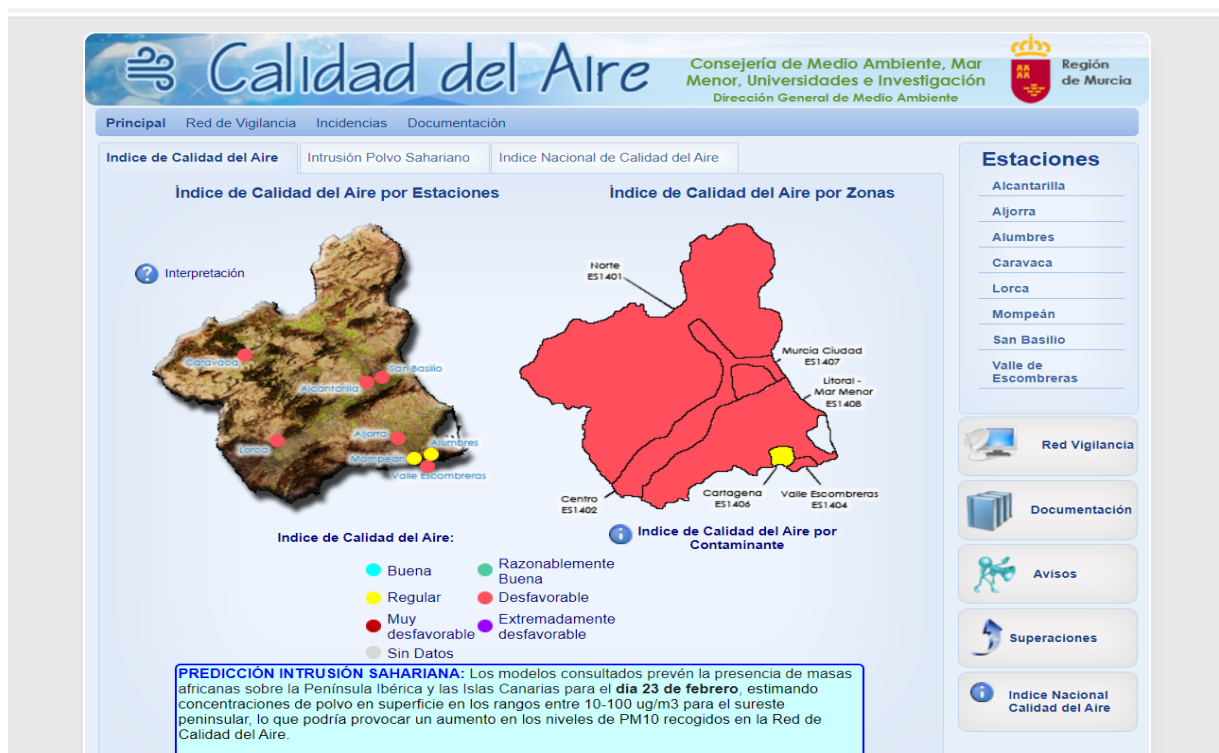 Calidad del Aire
Consejería de Medio Ambiente, Mar
Menor, Universidades e Investigación
Dirección General de Medio Ambiente
Región
de Murcia
Principal Red de Vigilancia Incidencias Documentación
Indice de Calidad del Aire Intrusión Polvo Sahariano Indice Nacional de Calidad del Aire
Índice de Calidad del Aire por Estaciones
Interpretación
Caravaba
San Basilio
Alcantarilla
Lorca
Aljorra
Alumbres
Mompeán
Valle Escombreras
Índice de Calidad del Aire por Zonas
Norte
ES1401
Murcia Ciudad
ES1407
Litoral -
Mar Menor
ES1408
Centro
ES1402
Cartagena
ES1406
Valle Escombreras
ES1404
Indice de Calidad del Aire por
Contaminante
Indice de Calidad del Aire:
Buena
Razonablemente
Buena
Regular
Desfavorable
Muy
desfavorable
Extremadamente
desfavorable
Sin Datos
PREDICCIÓN INTRUSIÓN SAHARIANA: Los modelos consultados prevén la presencia de masas
africanas sobre la Península Ibérica y las Islas Canarias para el día 23 de febrero, estimando
concentraciones de polvo en superficie en los rangos entre 10-100 ug/m3 para el sureste
peninsular, lo que podría provocar un aumento en los niveles de PM10 recogidos en la Red de
Calidad del Aire.
Estaciones
Alcantarilla
Aljorra
Alumbres
Caravaca
Lorca
Mompeán
San Basilio
Valle de
Escombreras
Red Vigilancia
Documentación
Avisos
Superaciones
Indice Nacional
Calidad del Aire